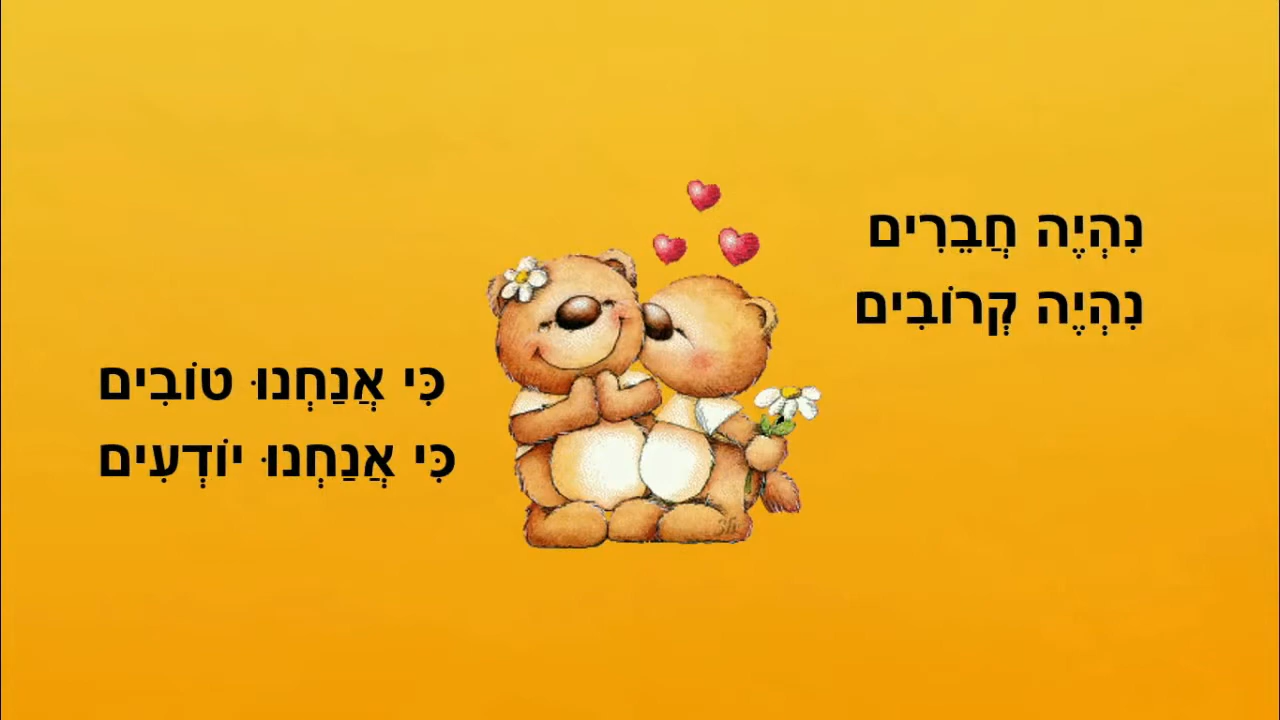 נִהְיֶה חֲבֵרִים
נִהְיֶה קְרוֹבִים
כִּי אֲנַחְנוּ טוֹבִים
כִּי אֲנַחְנוּ יוֹדְעִים